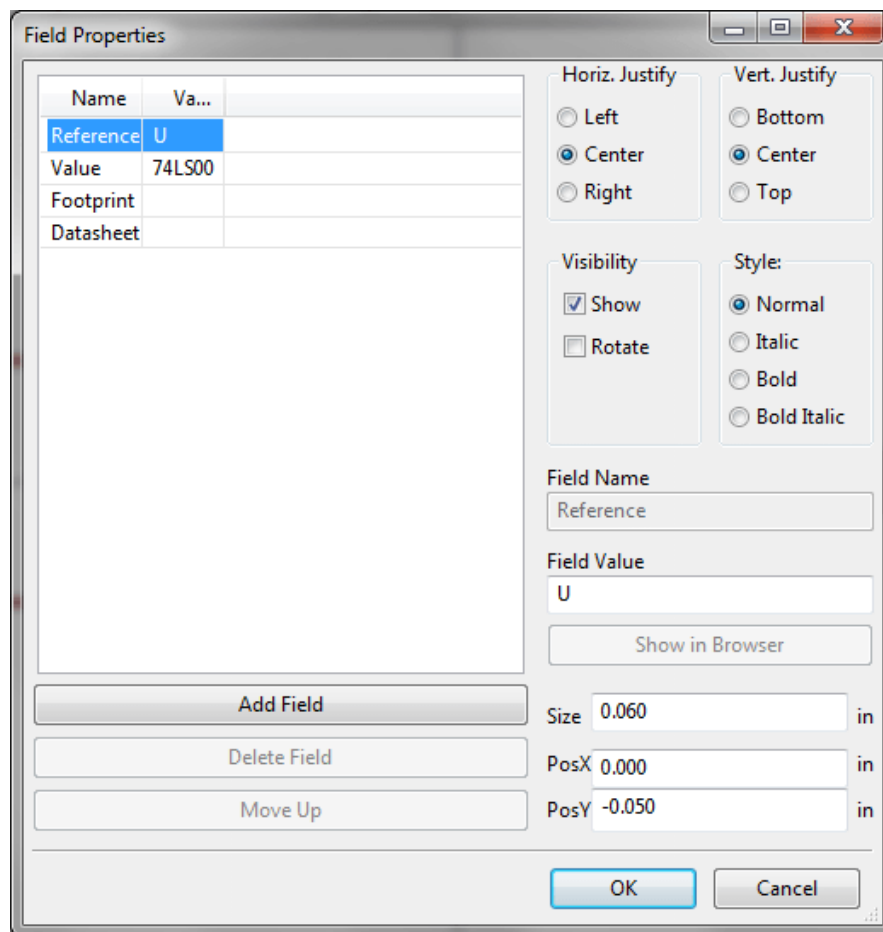 Field Properties
Name Va...
Reference U
Value 74LS00
Footprint
Datasheet
Add Field
Delete Field
Move Up
Horiz. Justify
Left
Center
Right
Vert. Justify
Bottom
Center
Top
Visibility
Show
Rotate
Style:
Normal
Italic
Bold
Bold Italic
Field Name
Reference
Field Value
U
Show in Browser
Size 0.060 in
PosX 0.000 in
PosY -0.050 in
OK Cancel